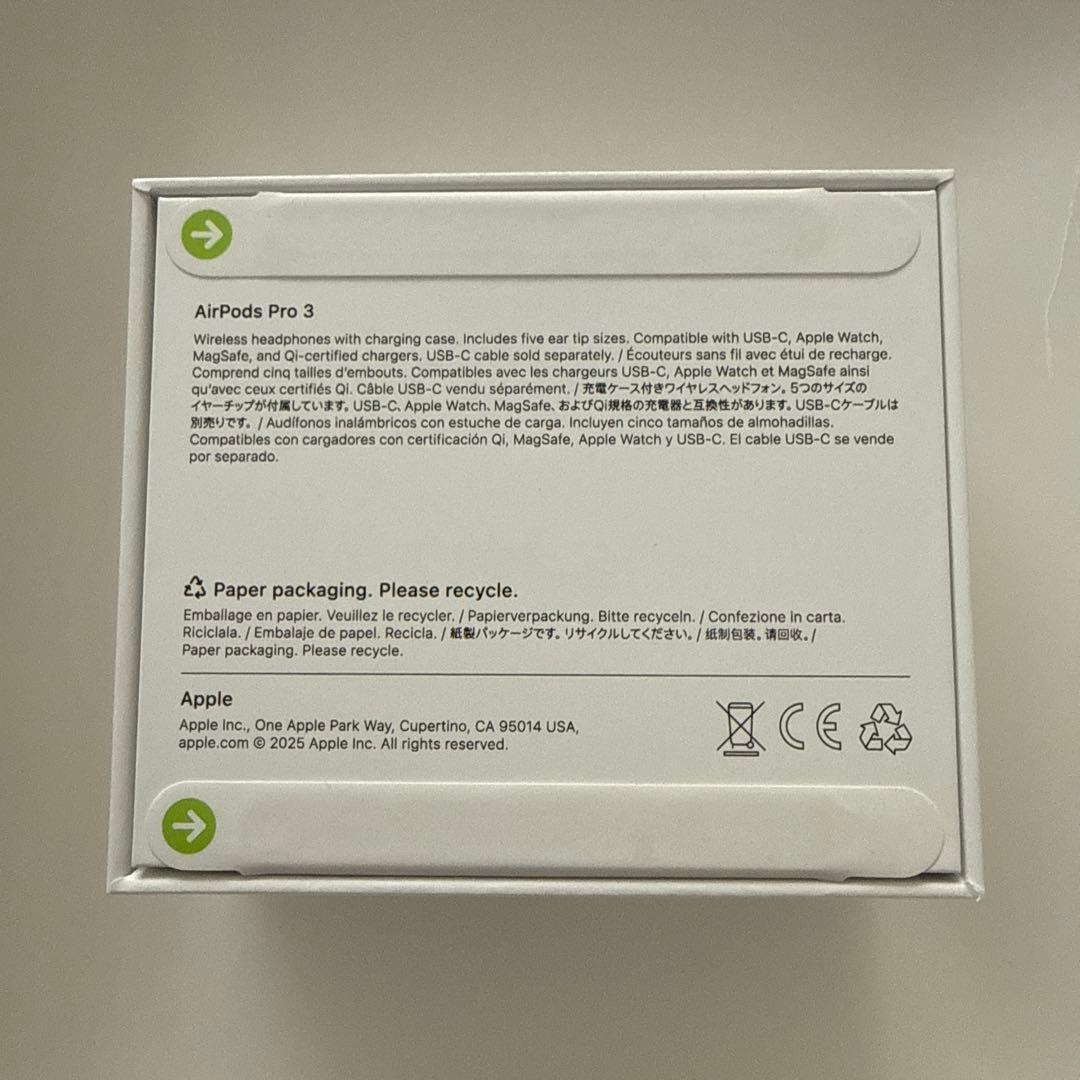 AirPods Pro 3
Wireless headphones with charging case. Includes five ear tip sizes. Compatible with USB-C, Apple Watch,
MagSafe, and Qi-certified chargers. USB-C cable sold separately. / Écouteurs sans fil avec étui de recharge.
Comprend cinq tailles d'embouts. Compatibles avec les chargeurs USB-C, Apple Watch et MagSafe ainsi
qu'avec ceux certifiés Qi. Câble USB-C vendu séparément. / 充電ケース付きワイヤレスヘッドフォン。5つのサイズの
イヤーチップが付属しています。USB-C、Apple Watch、MagSafe、およびQi規格の充電器と互換性があります。USB-Cケーブルは
別売りです。/ Audífonos inalámbricos con estuche de carga. Incluyen cinco tamaños de almohadillas.
Compatibles con cargadores con certificación Qi, MagSafe, Apple Watch y USB-C. El cable USB-C se vende
por separado.
Paper packaging. Please recycle.
Emballage en papier. Veuillez le recycler. / Papierverpackung. Bitte recyceln. / Confezione in carta.
Riciclala. / Embalaje de papel. Recicla. / 紙製パッケージです。リサイクルしてください。/ 纸制包装。请回收。/
Paper packaging. Please recycle.
Apple
Apple Inc., One Apple Park Way, Cupertino, CA 95014 USA,
apple.com © 2025 Apple Inc. All rights reserved.
CE